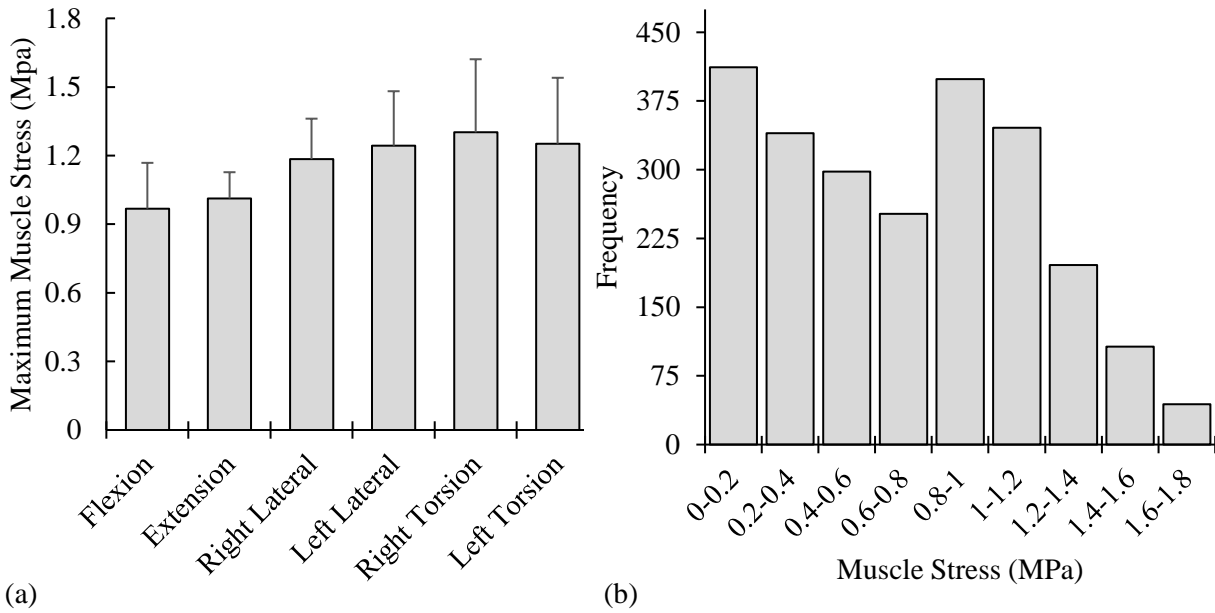 Maximum Muscle Stress (Mpa)
1.8
1.5
1.2
0.9
0.6
0.3
0
Flexion
Extension
Right Lateral
Left Lateral
Right Torsion
Left Torsion
(a)
Frequency
450
375
300
225
150
75
0
0-0.2
0.2-0.4
0.4-0.6
0.6-0.8
0.8-1
1-1.2
1.2-1.4
1.4-1.6
1.6-1.8
Muscle Stress (MPa)
(b)